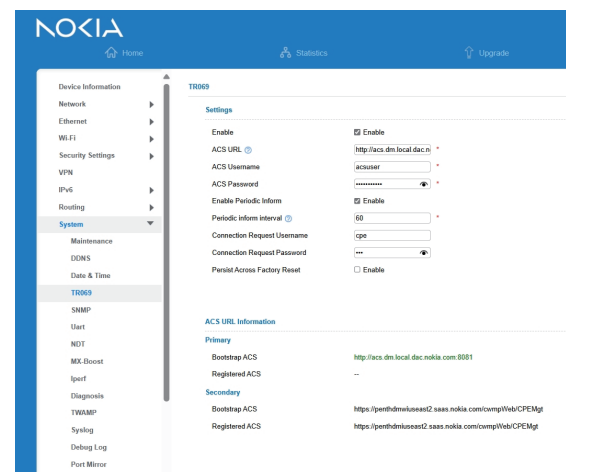 NOKIA
Home
Statistics
Upgrade
Device Information
Network
Ethernet
Wi.Fi
Security Settings
VPN
IPv6
Routing
System
Maintenance
DDNS
Date & Time
TR069
SNMP
Uart
NDT
MX-Boost
Iperf
Diagnosis
TWAMP
Syslog
Debug Log
Port Mirror
TR069
Settings
Enable Enable
ACS URL ? http://acs.dm.local.dac.n *
ACS Username acsuser *
ACS Password ••••••••••• *
Enable Periodic Inform Enable
Periodic inform interval ? 60 *
Connection Request Username cpe
Connection Request Password •••
Persist Across Factory Reset Enable
ACS URL Information
Primary
Bootstrap ACS http://acs.dm.local.dac.nokia.com:8081
Registered ACS --
Secondary
Bootstrap ACS https://penthdmwiuseast2.saas.nokia.com/cwmpWeb/CPEMgt
Registered ACS https://penthdmiuseast2.saas.nokia.com/cwmpWeb/CPEMgt